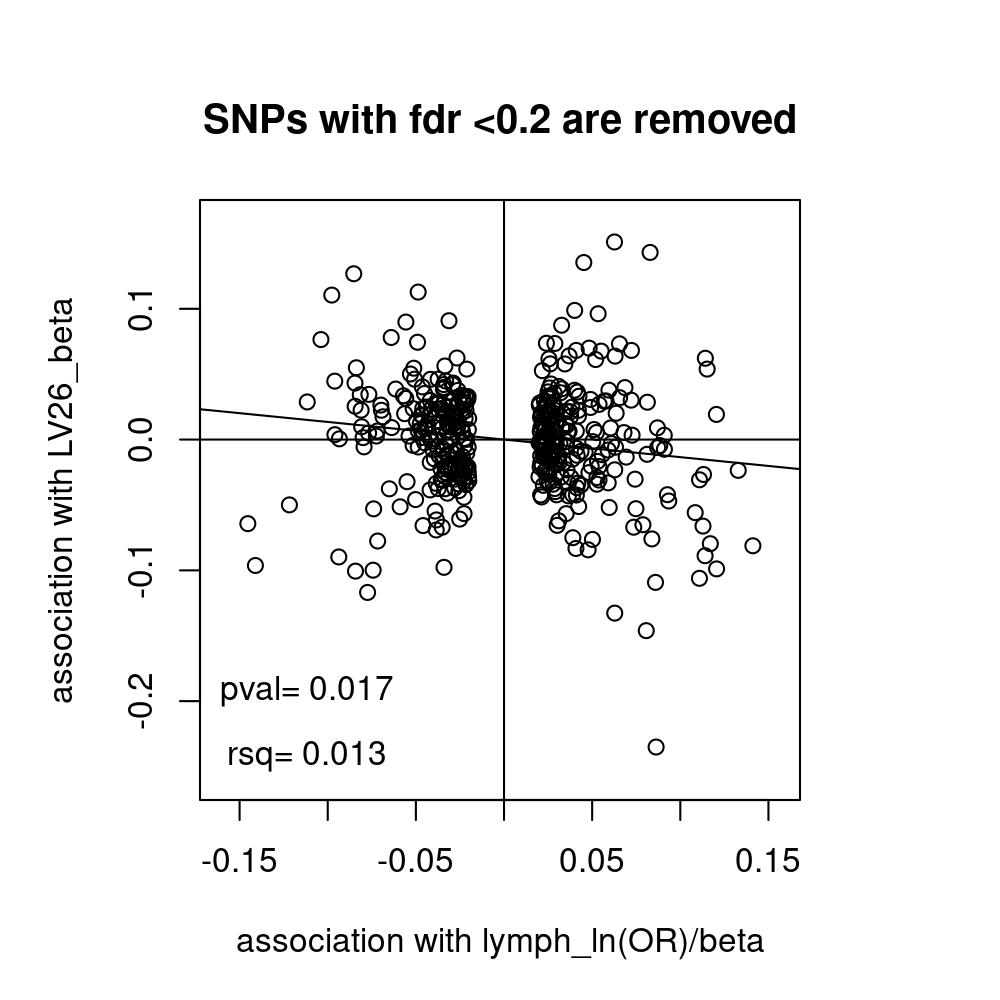 SNPs with fdr <0.2 are removed
association with LV26_beta
0.1
0.0
-0.1
-0.2
pval= 0.017
rsq= 0.013
-0.15 -0.05 0.05 0.15
association with lymph_ln(OR)/beta